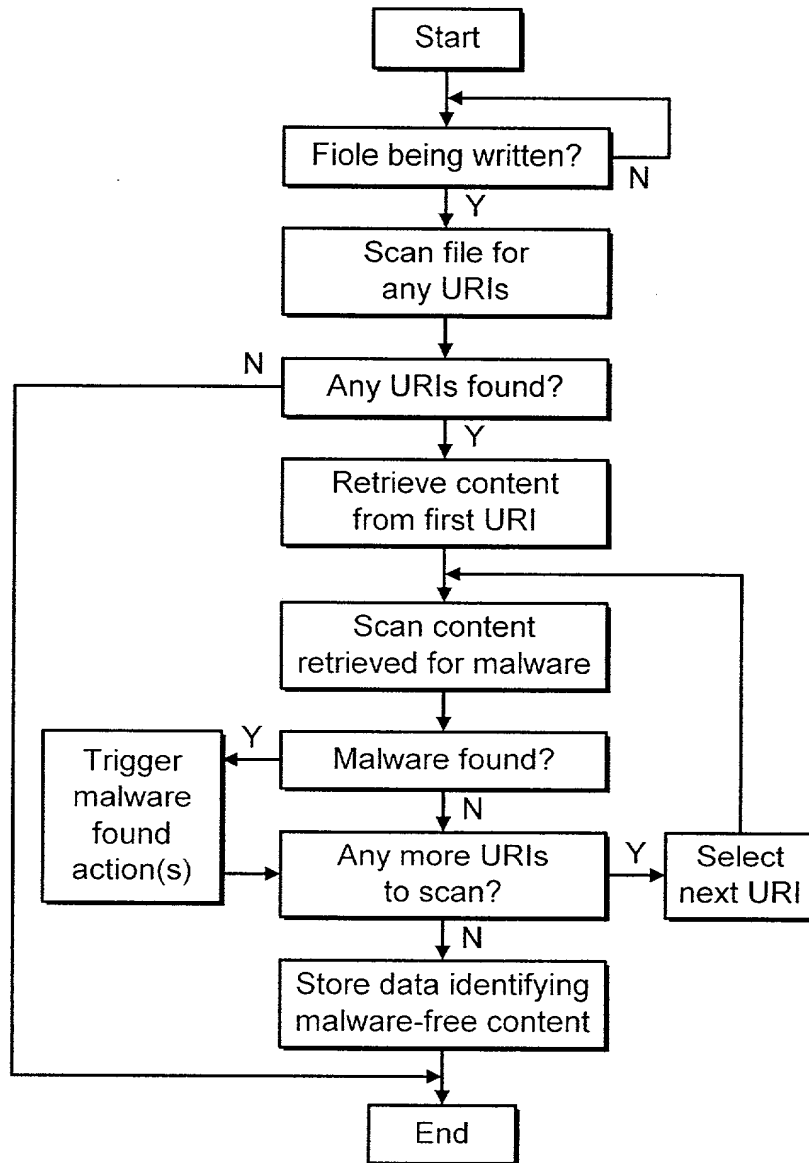 Start
Fiole being written?
N
Y
Scan file for
any URIs
N
Any URIs found?
Y
Retrieve content
from first URI
Scan content
retrieved for malware
Y
Malware found?
Trigger
malware
found
action(s)
N
Any more URIs
to scan?
Y
Select
next URI
N
Store data identifying
malware-free content
End